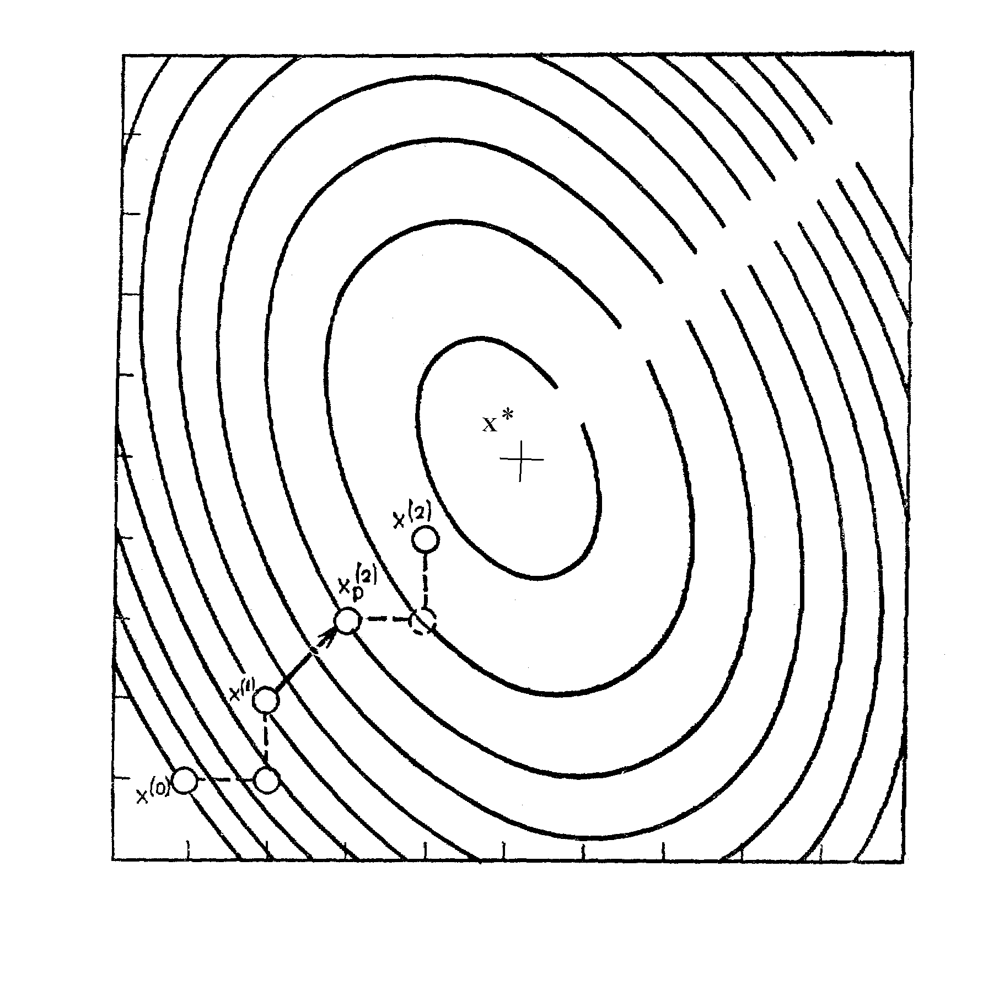 x*
x(2)
xp(2)
x(1)
x(0)